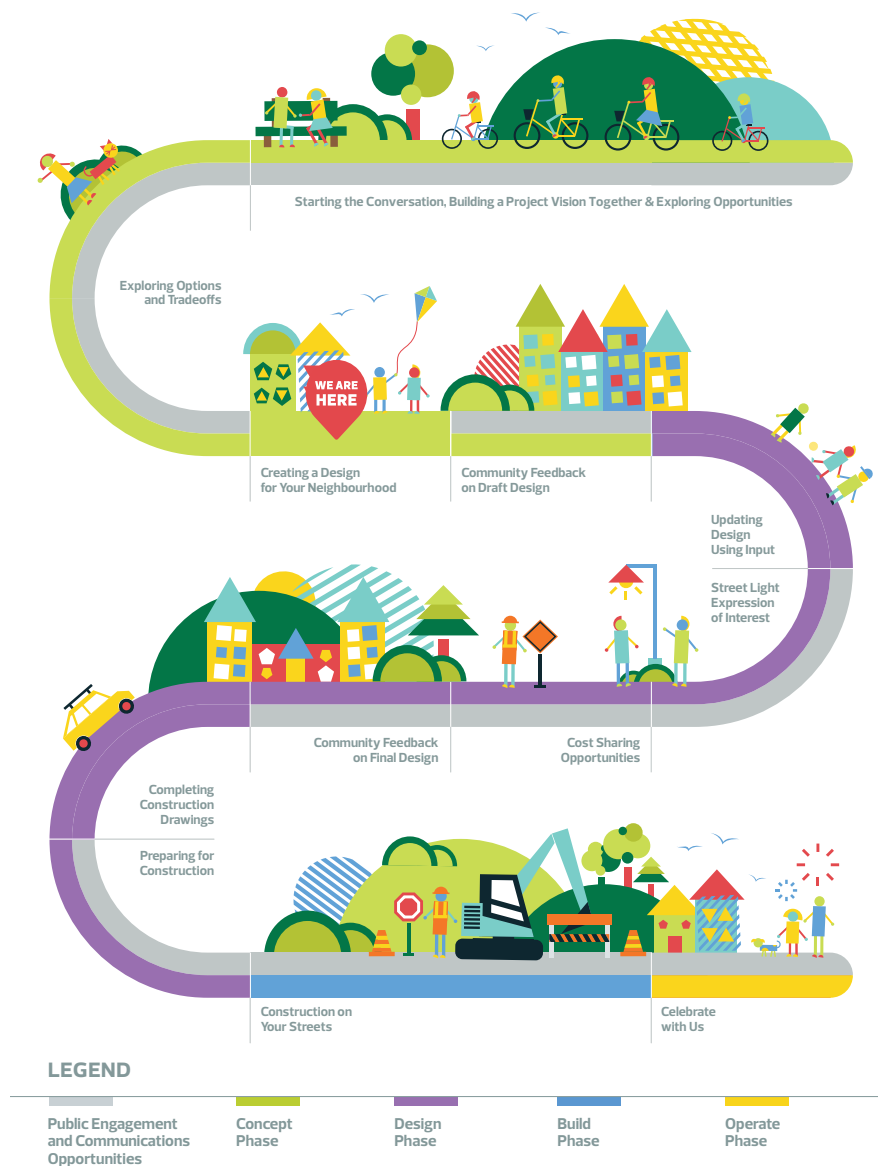 Starting the Conversation, Building a Project Vision Together & Exploring Opportunities
Exploring Options
and Tradeoffs
WE ARE
HERE
Creating a Design
for Your Neighbourhood
Community Feedback
on Draft Design
Updating
Design
Using Input
Street Light
Expression
of Interest
Community Feedback
on Final Design
Cost Sharing
Opportunities
Completing
Construction
Drawings
Preparing for
Construction
Construction on
Your Streets
Celebrate
with Us
LEGEND
Public Engagement
and Communications
Opportunities
Concept
Phase
Design
Phase
Build
Phase
Operate
Phase